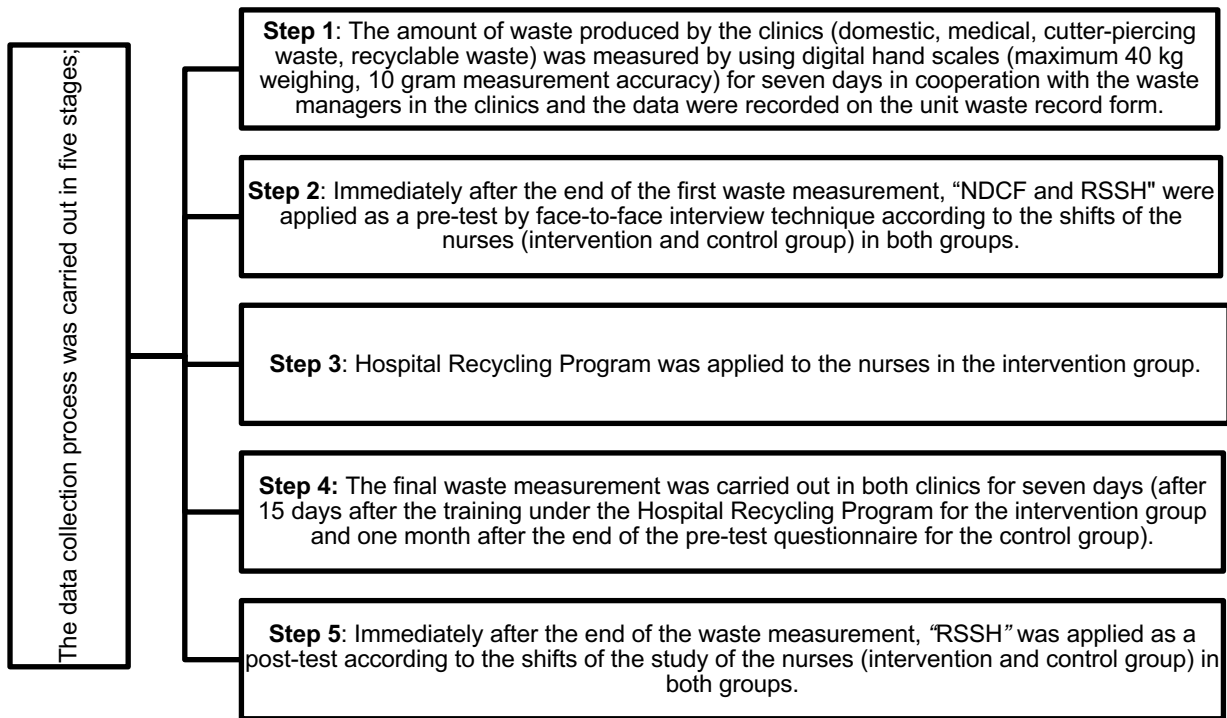 The data collection process was carried out in five stages;
Step 1: The amount of waste produced by the clinics (domestic, medical, cutter-piercing
waste, recyclable waste) was measured by using digital hand scales (maximum 40 kg
weighing, 10 gram measurement accuracy) for seven days in cooperation with the waste
managers in the clinics and the data were recorded on the unit waste record form.
Step 2: Immediately after the end of the first waste measurement, “NDCF and RSSH" were
applied as a pre-test by face-to-face interview technique according to the shifts of the
nurses (intervention and control group) in both groups.
Step 3: Hospital Recycling Program was applied to the nurses in the intervention group.
Step 4: The final waste measurement was carried out in both clinics for seven days (after
15 days after the training under the Hospital Recycling Program for the intervention group
and one month after the end of the pre-test questionnaire for the control group).
Step 5: Immediately after the end of the waste measurement, “RSSH” was applied as a
post-test according to the shifts of the study of the nurses (intervention and control group) in
both groups.